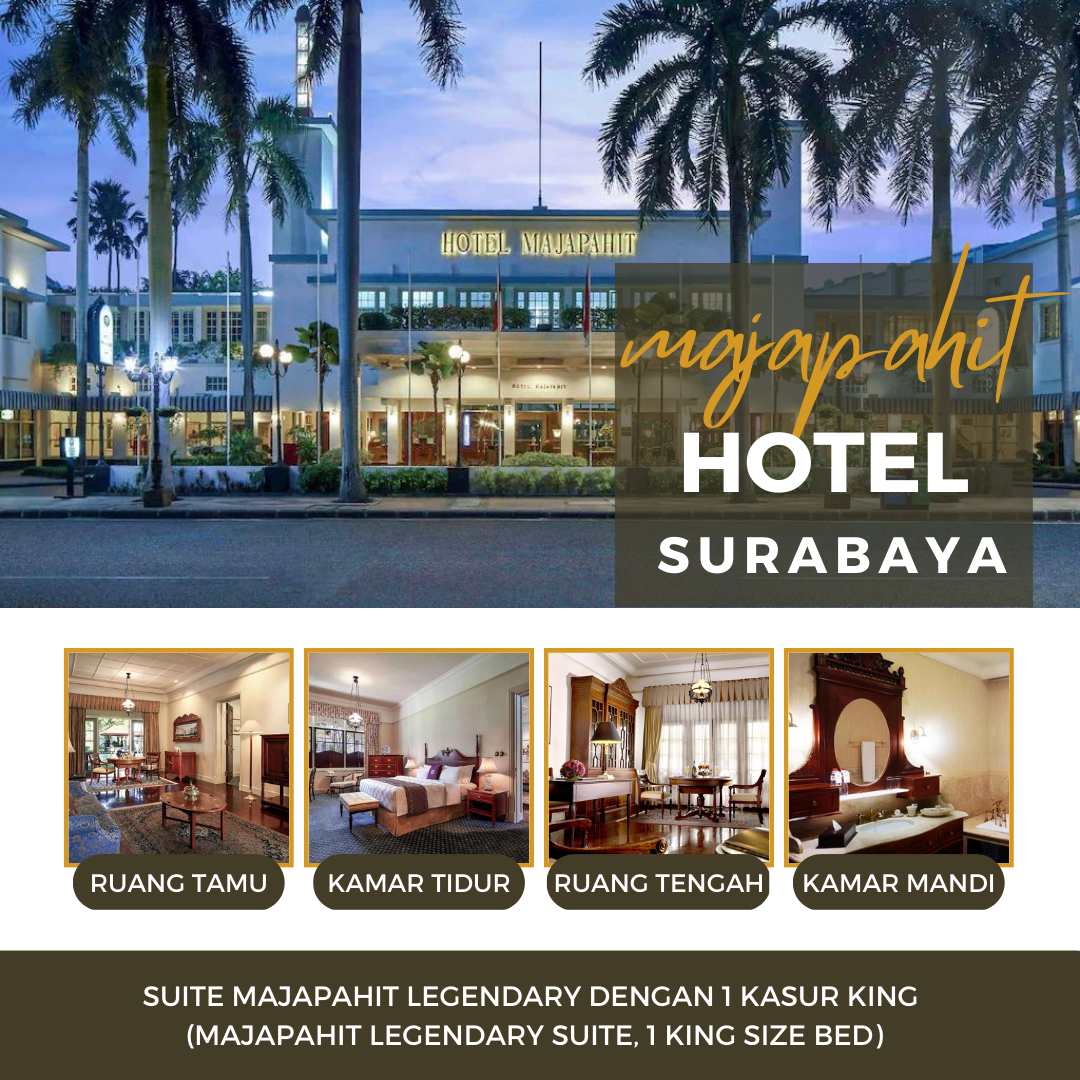 HOTEL MAJAPAHIT
HOTEL MAJAPAHIT
majapahit
HOTEL
SURABAYA
RUANG TAMU
KAMAR TIDUR
RUANG TENGAH
KAMAR MANDI
SUITE MAJAPAHIT LEGENDARY DENGAN 1 KASUR KING
(MAJAPAHIT LEGENDARY SUITE, 1 KING SIZE BED)